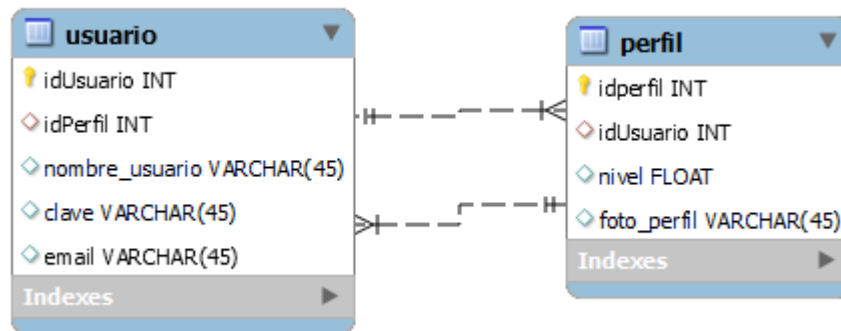 usuario
idUsuario INT
idPerfil INT
nombre_usuario VARCHAR(45)
clave VARCHAR(45)
email VARCHAR(45)
Indexes
perfil
idperfil INT
idUsuario INT
nivel FLOAT
foto_perfil VARCHAR(45)
Indexes